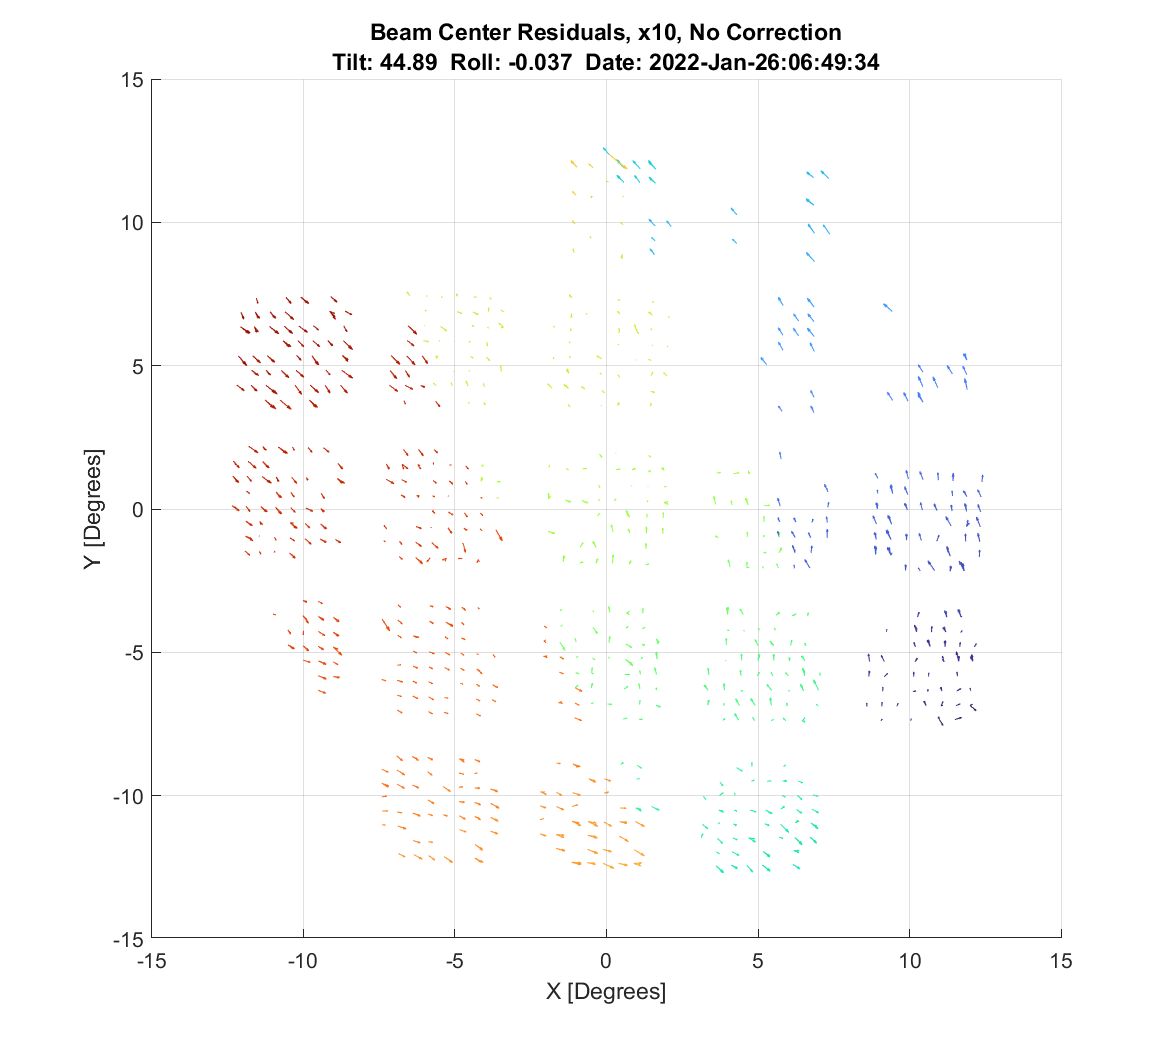 Beam Center Residuals, x10, No Correction
Tilt: 44.89  Roll: -0.037  Date: 2022-Jan-26:06:49:34
15
10
5
0
-5
-10
-15
Y [Degrees]
-15 -10 -5 0 5 10 15
X [Degrees]